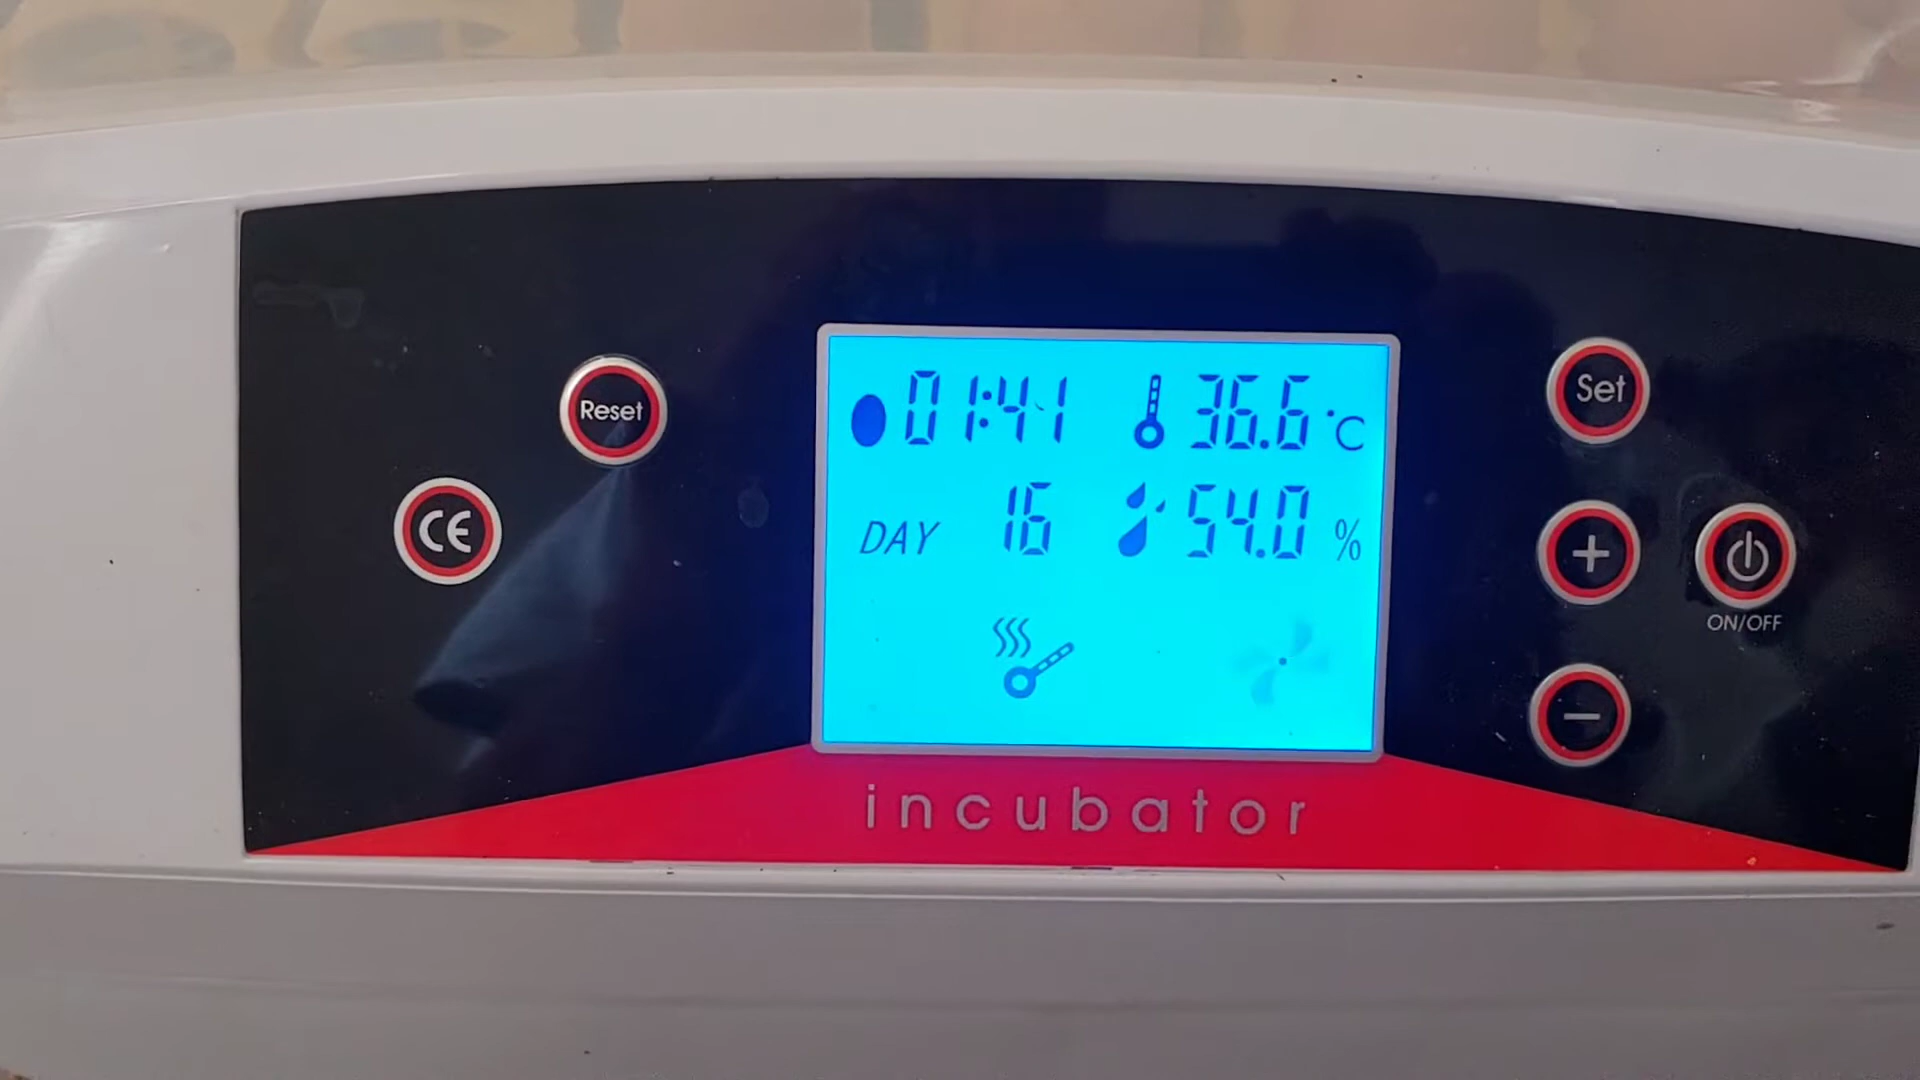 01:41 36.6 °C
DAY 16 54.0 %
Reset
CE
Set
+
ON/OFF
−
incubator